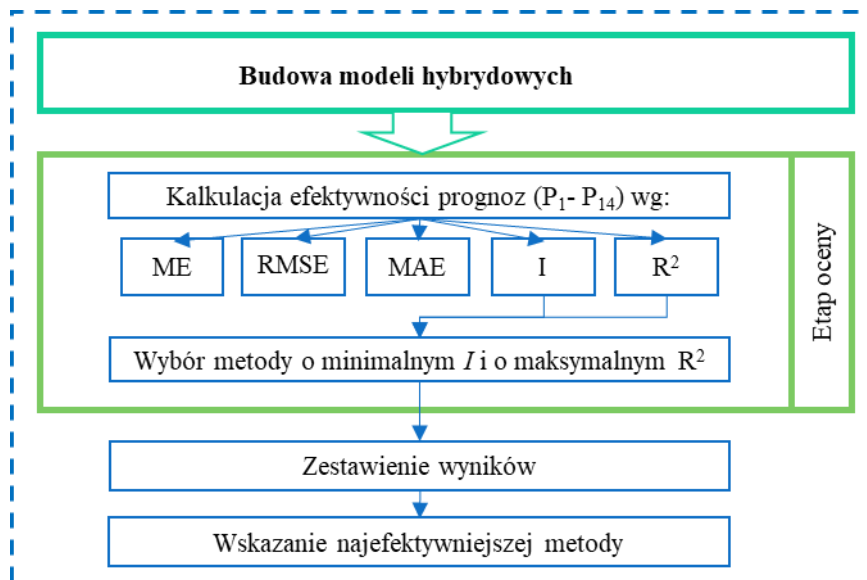 Budowa modeli hybrydowych
Kalkulacja efektywności prognoz (P₁- P₁₄) wg:
ME
RMSE
MAE
I
R²
Wybór metody o minimalnym I i o maksymalnym R²
Etap oceny
Zestawienie wyników
Wskazanie najefektywniejszej metody